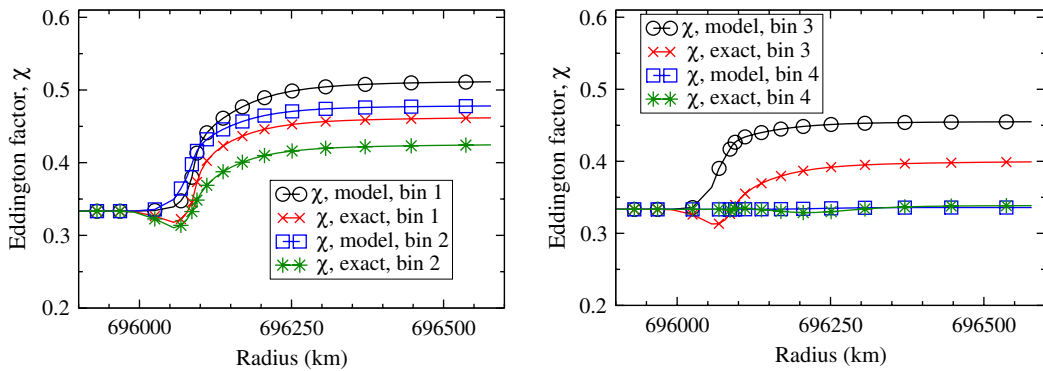 Eddington factor, χ
0.6
0.5
0.4
0.3
0.2
χ, model, bin 1
χ, exact, bin 1
χ, model, bin 2
χ, exact, bin 2
696000
696250
696500
Radius (km)
Eddington factor, χ
0.6
0.5
0.4
0.3
0.2
χ, model, bin 3
χ, exact, bin 3
χ, model, bin 4
χ, exact, bin 4
696000
696250
696500
Radius (km)